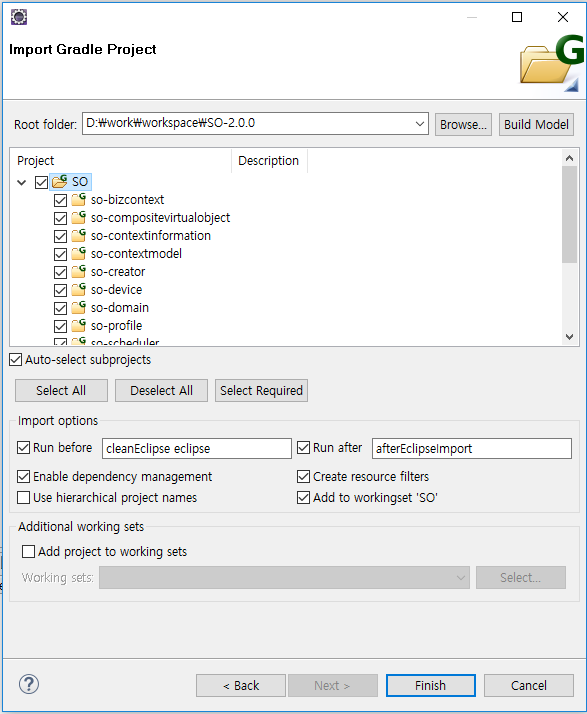 Import Gradle Project
G
Root folder: D:₩work₩workspace₩SO-2.0.0 Browse... Build Model
Project Description
SO
so-bizcontext
so-compositevirtualobject
so-contextinformation
so-contextmodel
so-creator
so-device
so-domain
so-profile
so-scheduler
Auto-select subprojects
Select All Deselect All Select Required
Import options
Run before cleanEclipse eclipse Run after afterEclipseImport
Enable dependency management Create resource filters
Use hierarchical project names Add to workingset 'SO'
Additional working sets
Add project to working sets
Working sets: Select...
? < Back Next > Finish Cancel